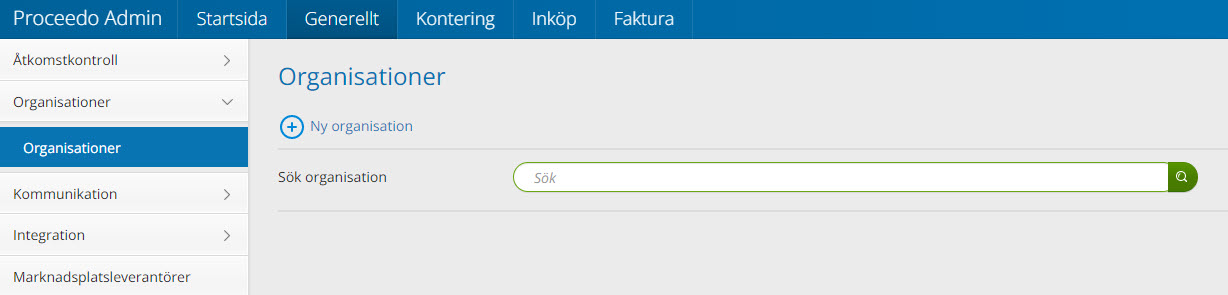 Proceedo Admin Startsida Generellt Kontering Inköp Faktura
Åtkomstkontroll
Organisationer
Organisationer
Kommunikation
Integration
Marknadsplatsleverantörer
Organisationer
Ny organisation
Sök organisation Sök